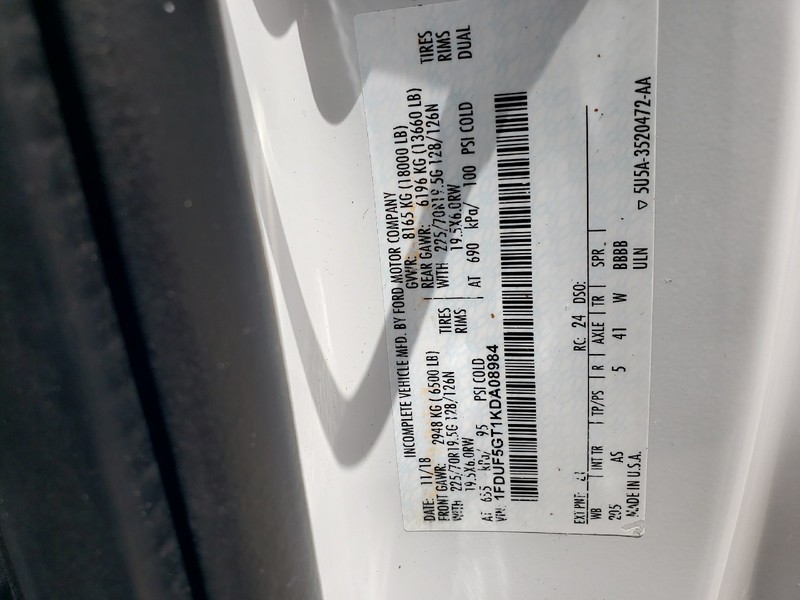 INCOMPLETE VEHICLE MFD. BY FORD MOTOR COMPANY
DATE: 11/18 GVWR: 8165 KG (18000 LB)
FRONT GAWR: 2948 KG ( 6500 LB) REAR GAWR: 6196 KG (13660 LB)
WITH 225/70R19.5G 128/126N TIRES WITH 225/70R19.5G 128/126N TIRES
19.5X6.0RW RIMS 19.5X6.0RW RIMS
AT 655 kPa/ 95 PSI COLD AT 690 kPa/ 100 PSI COLD DUAL
VIN: 1FDUF5GT1KDA08984
EXT PNT: RC: 24 DSO:
WB INT TR TP/PS R AXLE TR SPR
205 AS 5 41 W BBBB
MADE IN U.S.A. ULN
▽ 5U5A-3520472-AA